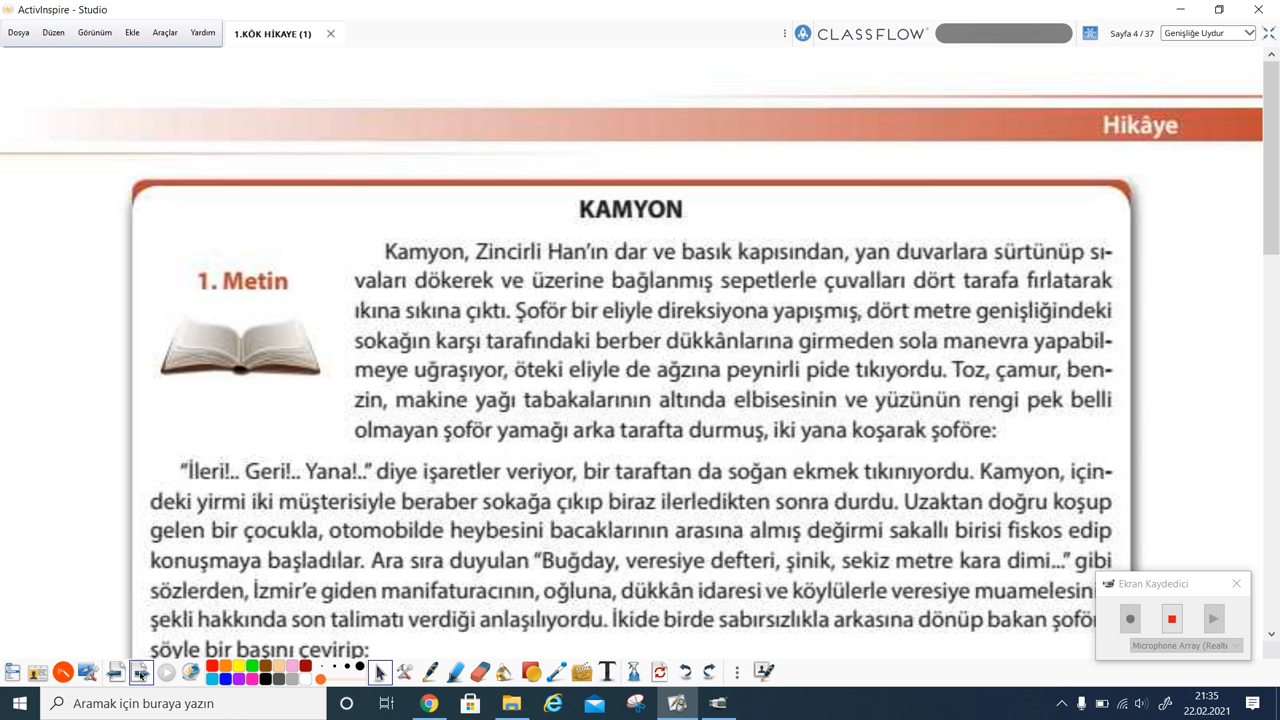 ActivInspire - Studio
Dosya Düzen Görünüm Ekle Araçlar Yardım
1.KÖK HİKAYE (1)
CLASSFLOW
Sayfa 4 / 37
Genişliğe Uydur
Hikâye
KAMYON
1. Metin
Kamyon, Zincirli Han’ın dar ve basık kapısından, yan duvarlara sürtünüp sı-
vaları dökerek ve üzerine bağlanmış sepetlerle çuvalları dört tarafa fırlatarak
ıkına sıkına çıktı. Şoför bir eliyle direksiyona yapışmış, dört metre genişliğindeki
sokağın karşı tarafındaki berber dükkânlarına girmeden sola manevra yapabil-
meye uğraşıyor, öteki eliyle de ağzına peynirli pide tıkıyordu. Toz, çamur, ben-
zin, makine yağı tabakalarının altında elbisesinin ve yüzünün rengi pek belli
olmayan şoför yamağı arka tarafta durmuş, iki yana koşarak şoföre:
“İleri!.. Geri!.. Yana!..” diye işaretler veriyor, bir taraftan da soğan ekmek tıkınıyordu. Kamyon, için-
deki yirmi iki müşterisiyle beraber sokağa çıkıp biraz ilerledikten sonra durdu. Uzaktan doğru koşup
gelen bir çocukla, otomobilde heybesini bacaklarının arasına almış değirmi sakallı birisi fiskos edip
konuşmaya başladılar. Ara sıra duyulan “Buğday, veresiye defteri, şinik, sekiz metre kara dimi...” gibi
sözlerden, İzmir’e giden manifaturacının, oğluna, dükkân idaresi ve köylülerle veresiye muamelesin
şekli hakkında son talimatı verdiği anlaşılıyordu. İkide birde sabırsızlıkla arkasına dönüp bakan şoför
şöyle bir başını çevirip:
Ekran Kaydedici
Microphone Array (Realte
Aramak için buraya yazın
21:35
22.02.2021